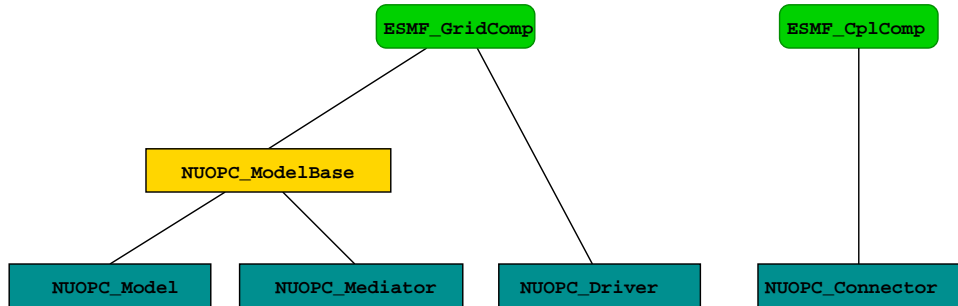 ESMF_GridComp
ESMF_CplComp
NUOPC_ModelBase
NUOPC_Model
NUOPC_Mediator
NUOPC_Driver
NUOPC_Connector